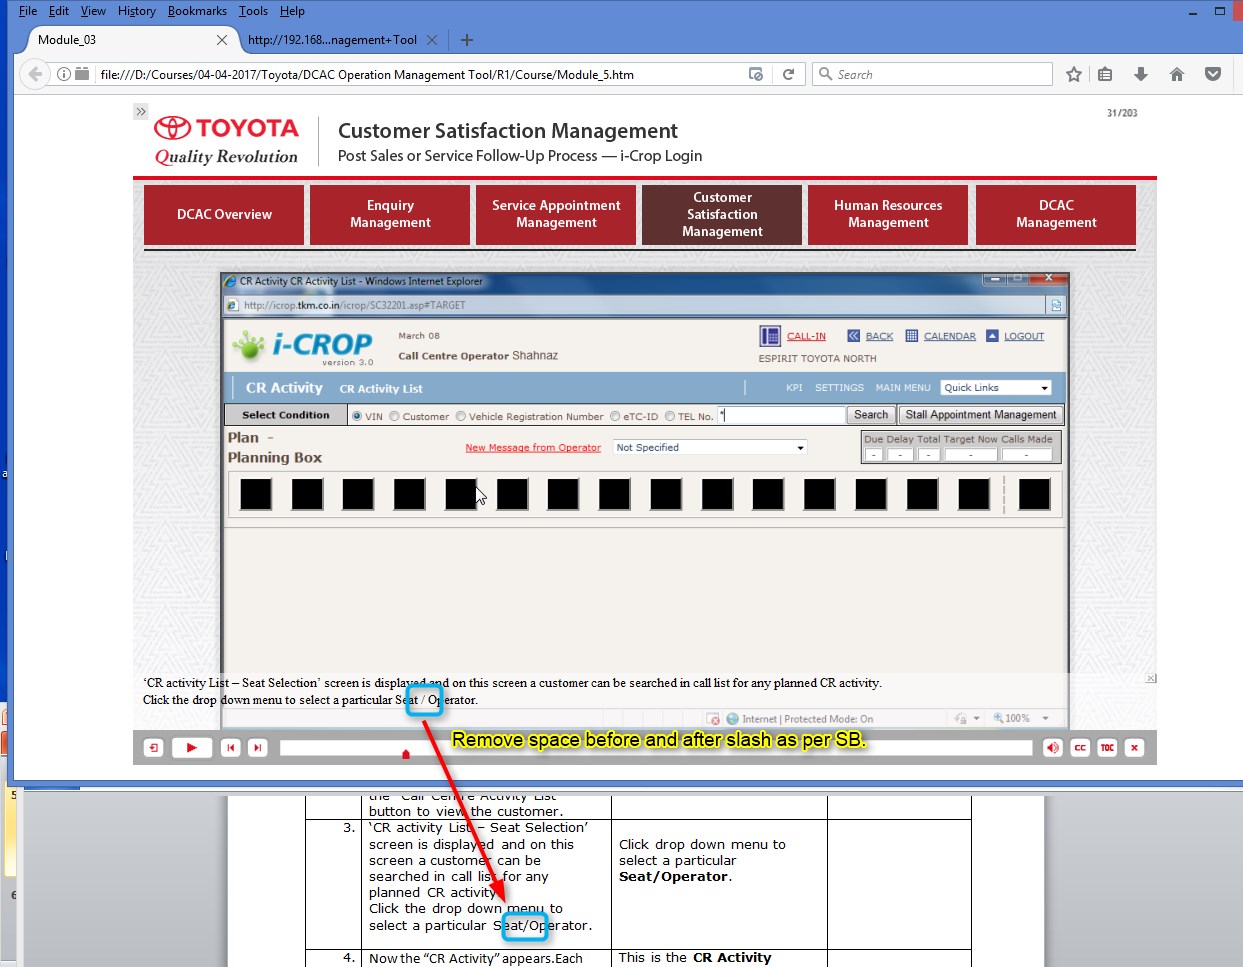 File Edit View History Bookmarks Tools Help
Module_03
http://192.168...nagement+Tool
file:///D:/Courses/04-04-2017/Toyota/DCAC Operation Management Tool/R1/Course/Module_5.htm
Search
31/203
TOYOTA
Quality Revolution
Customer Satisfaction Management
Post Sales or Service Follow-Up Process — i-Crop Login
DCAC Overview
Enquiry
Management
Service Appointment
Management
Customer
Satisfaction
Management
Human Resources
Management
DCAC
Management
CR Activity CR Activity List - Windows Internet Explorer
http://icrop.tkm.co.in/icrop/SC32201.asp#TARGET
i-CROP
version 3.0
March 08
Call Centre Operator Shahnaz
CALL-IN BACK CALENDAR LOGOUT
ESPIRIT TOYOTA NORTH
CR Activity CR Activity List
KPI SETTINGS MAIN MENU Quick Links
Select Condition VIN Customer Vehicle Registration Number eTC-ID TEL No. * Search Stall Appointment Management
Plan -
Planning Box
New Message from Operator Not Specified
Due Delay Total Target Now Calls Made
- - - - -
‘CR activity List – Seat Selection’ screen is displayed and on this screen a customer can be searched in call list for any planned CR activity.
Click the drop down menu to select a particular Seat / Operator.
Internet | Protected Mode: On 100%
Remove space before and after slash as per SB.
CC TOC
the “Call Centre Activity List”
button to view the customer.
3. ‘CR activity List – Seat Selection’
screen is displayed and on this
screen a customer can be
searched in call list for any
planned CR activity.
Click the drop down menu to
select a particular Seat/Operator.
Click drop down menu to
select a particular
Seat/Operator.
4. Now the “CR Activity” appears.Each
This is the CR Activity